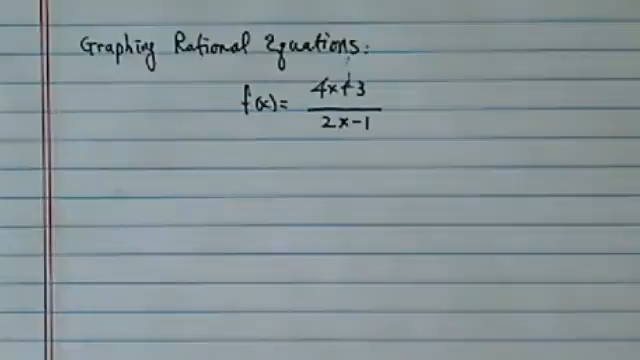 Graphing Rational Equations:
f(x) = 4x+3
2x-1